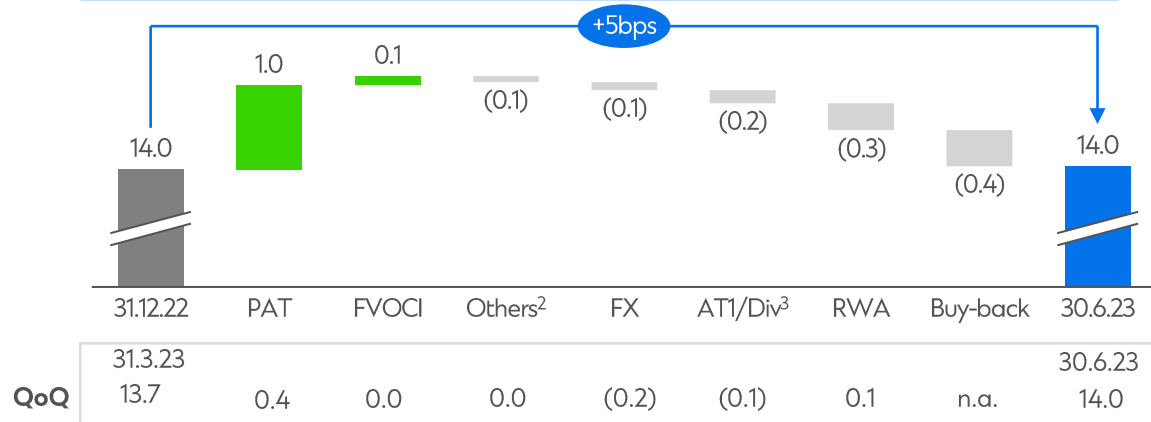 +5bps
14.0 1.0 0.1 (0.1) (0.1) (0.2) (0.3) (0.4) 14.0
31.12.22 PAT FVOCI Others² FX AT1/Div³ RWA Buy-back 30.6.23
31.3.23 30.6.23
QoQ 13.7 0.4 0.0 0.0 (0.2) (0.1) 0.1 n.a. 14.0